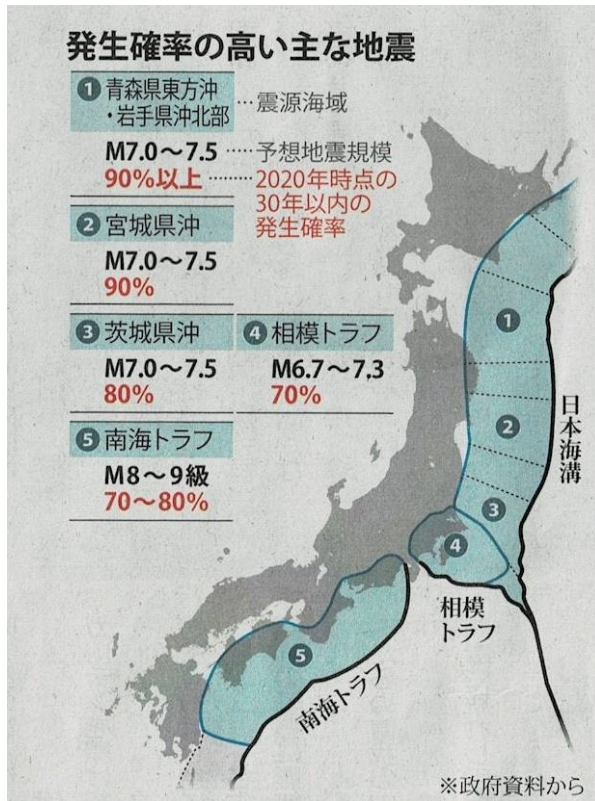 発生確率の高い主な地震
1 青森県東方沖
・岩手県沖北部
…震源海域
M7.0〜7.5 …… 予想地震規模
90%以上 ……… 2020年時点の
30年以内の
発生確率
2 宮城県沖
M7.0〜7.5
90%
3 茨城県沖
M7.0〜7.5
80%
4 相模トラフ
M6.7〜7,3
70%
5 南海トラフ
M8〜9級
70〜80%
1
2
3
4
5
日本海溝
相模
トラフ
南海トラフ
※政府資料から